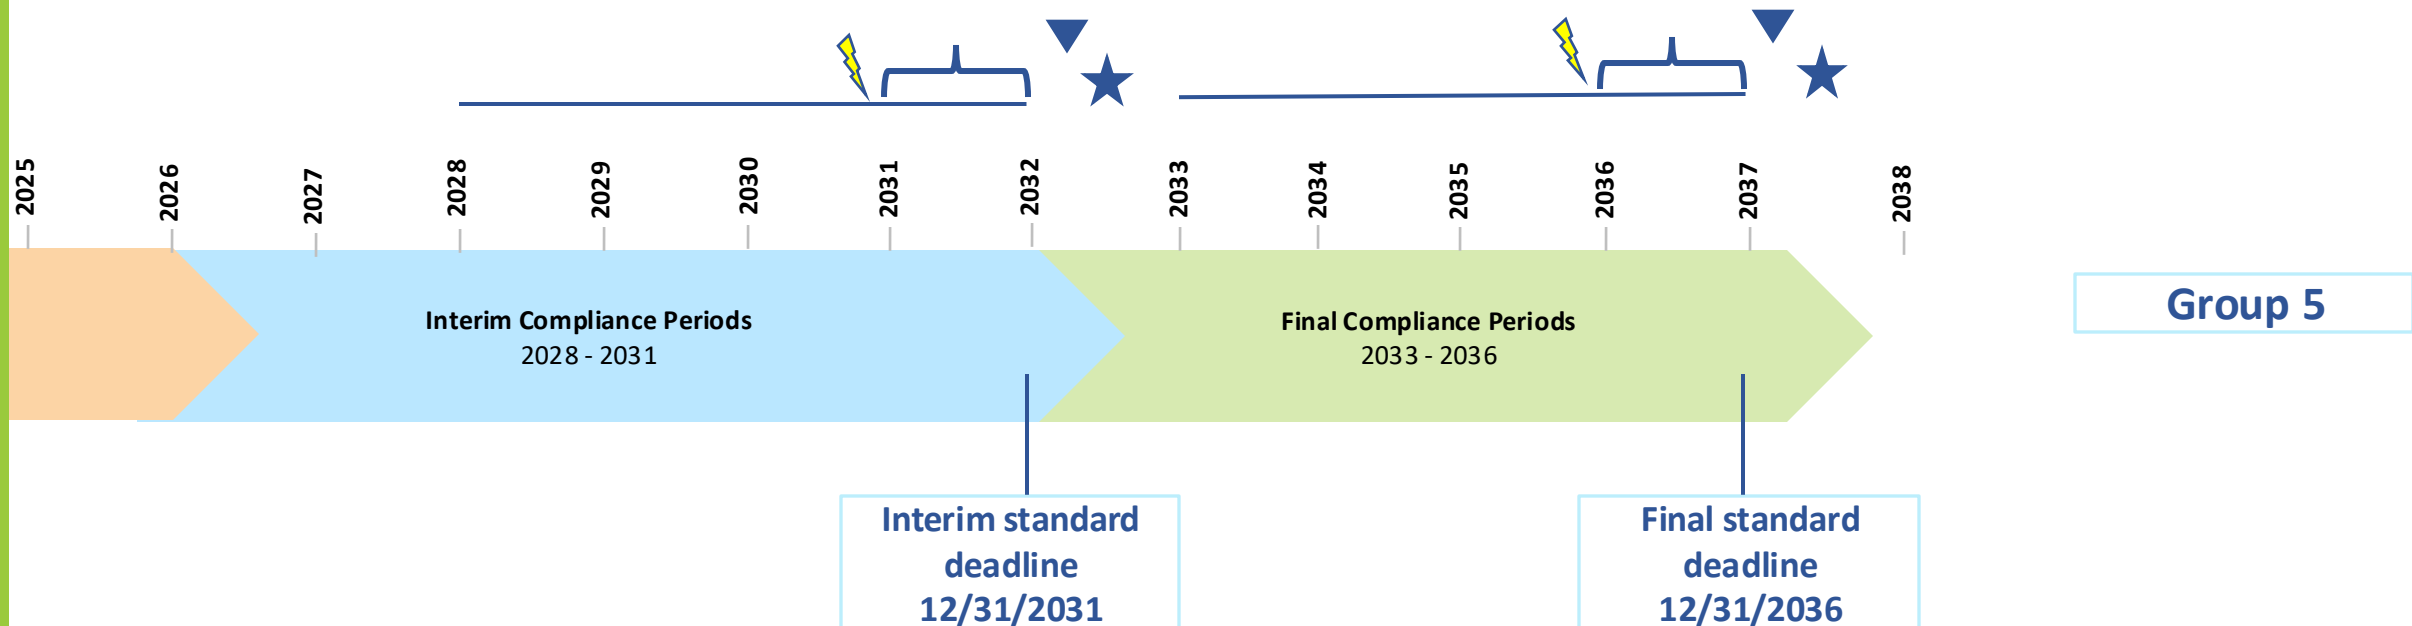 2025
2026
2027
2028
2029
2030
2031
2032
2033
2034
2035
2036
2037
2038
Interim Compliance Periods
2028 - 2031
Final Compliance Periods
2033 - 2036
Group 5
Interim standard
deadline
12/31/2031
Final standard
deadline
12/31/2036